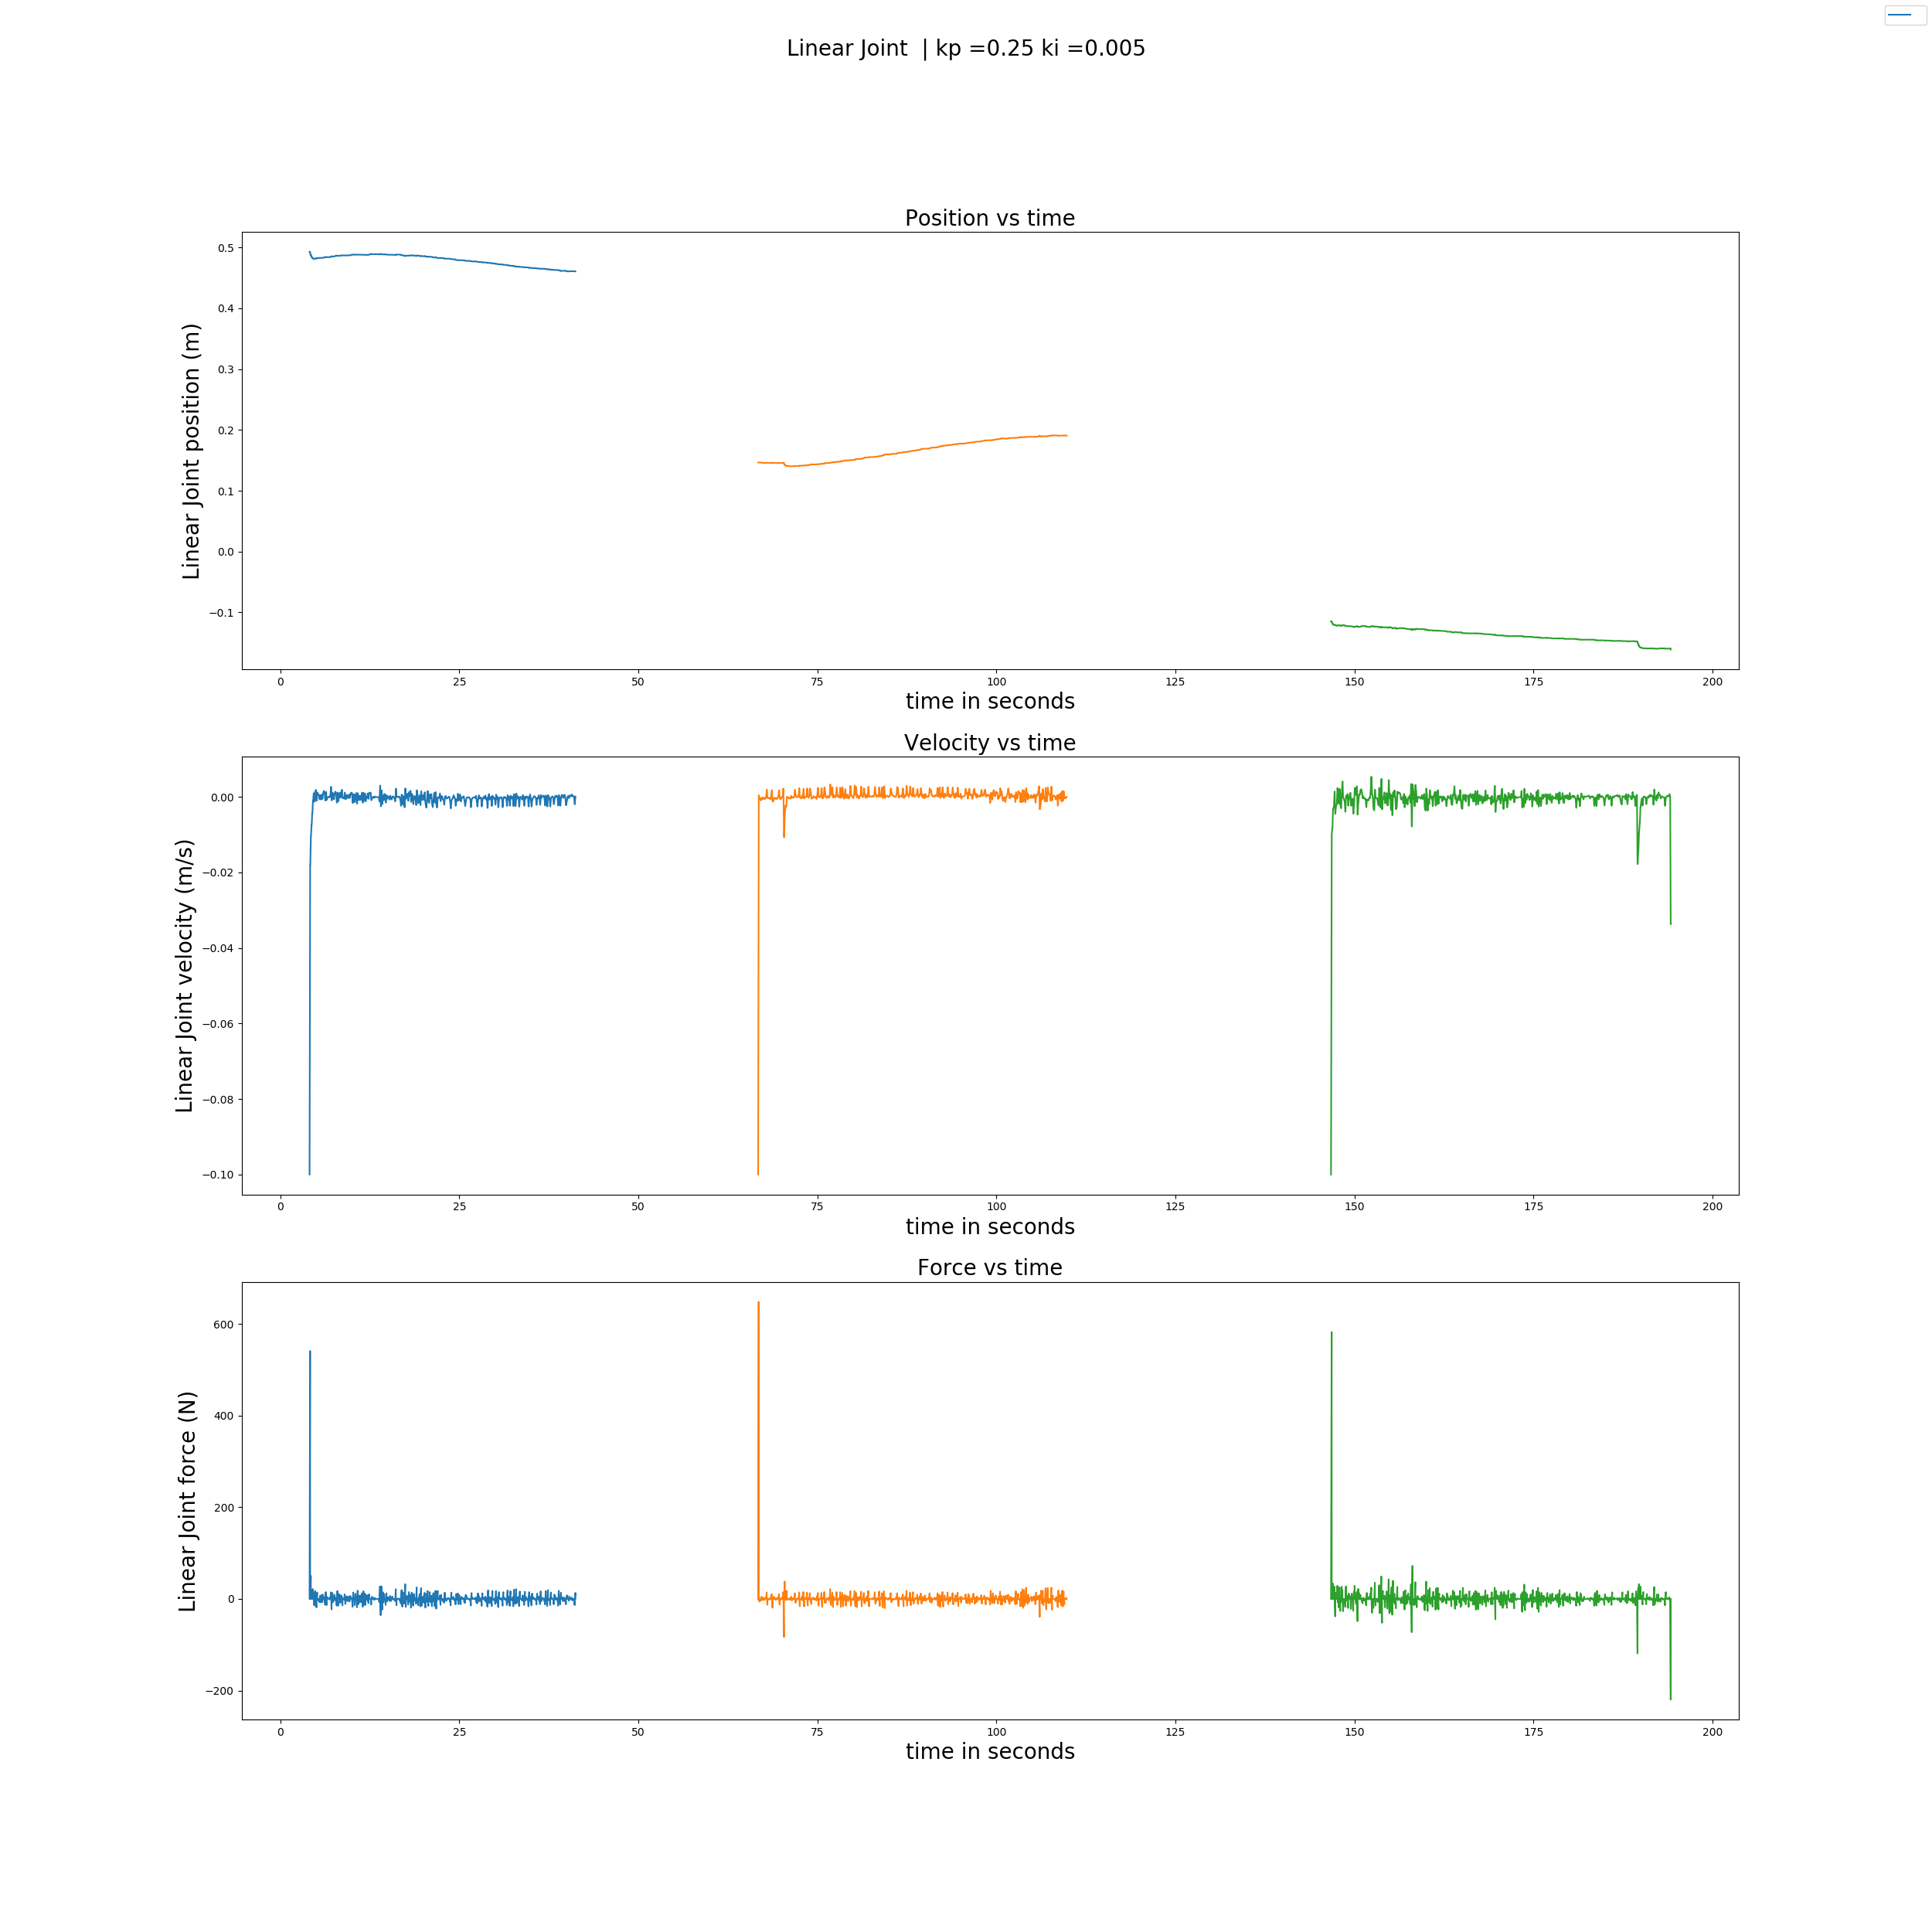 Linear Joint | kp =0.25 ki =0.005
Position vs time
Linear Joint position (m)
0.5
0.4
0.3
0.2
0.1
0.0
−0.1
0 25 50 75 100 125 150 175 200
time in seconds
Velocity vs time
Linear Joint velocity (m/s)
0.00
−0.02
−0.04
−0.06
−0.08
−0.10
0 25 50 75 100 125 150 175 200
time in seconds
Force vs time
Linear Joint force (N)
600
400
200
0
−200
0 25 50 75 100 125 150 175 200
time in seconds